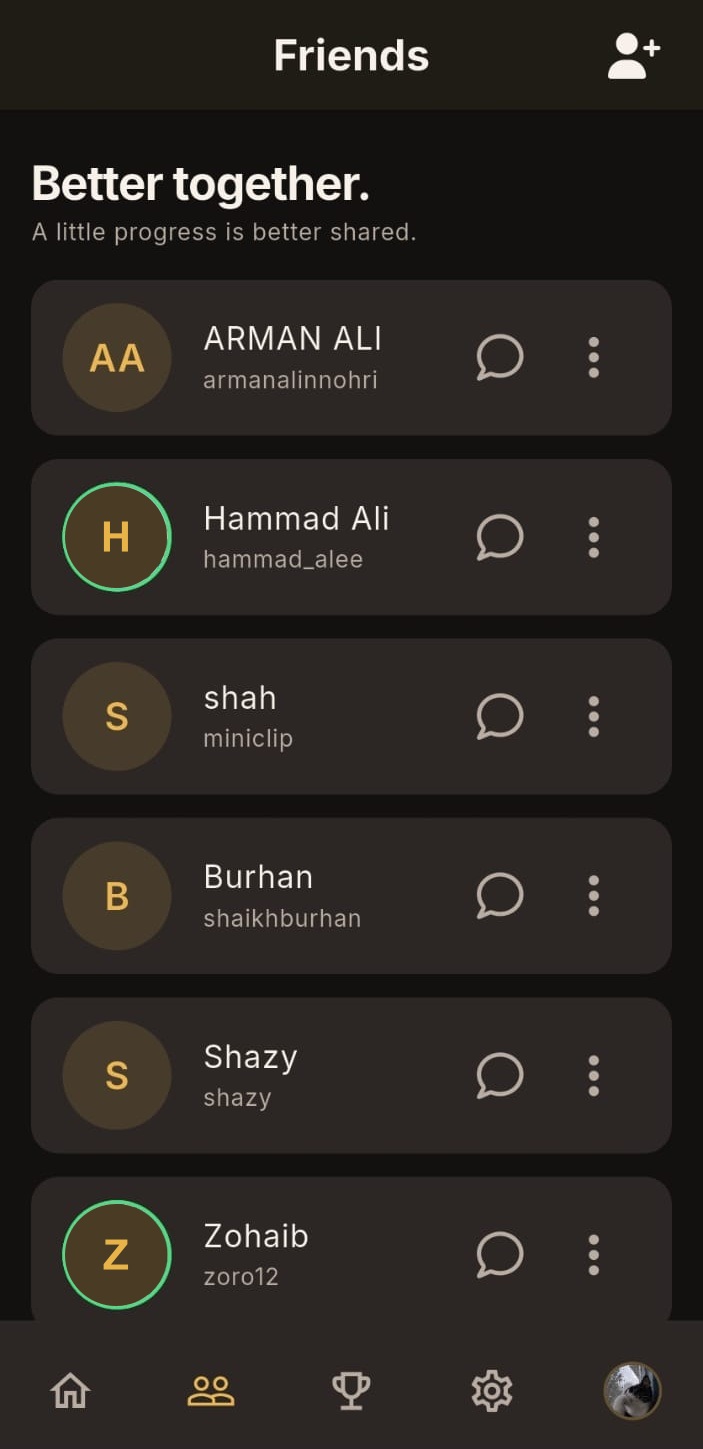 Friends
Better together.
A little progress is better shared.
AA
ARMAN ALI
armanalinnohri
H
Hammad Ali
hammad_alee
S
shah
miniclip
B
Burhan
shaikhburhan
S
Shazy
shazy
Z
Zohaib
zoro12